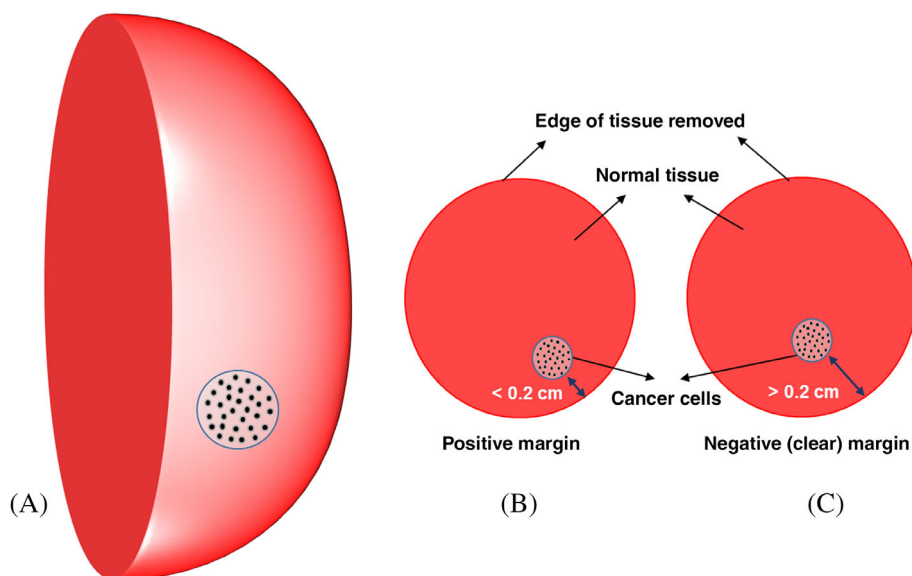 Edge of tissue removed
Normal tissue
< 0.2 cm
Cancer cells
> 0.2 cm
Positive margin
Negative (clear) margin
(A)
(B)
(C)